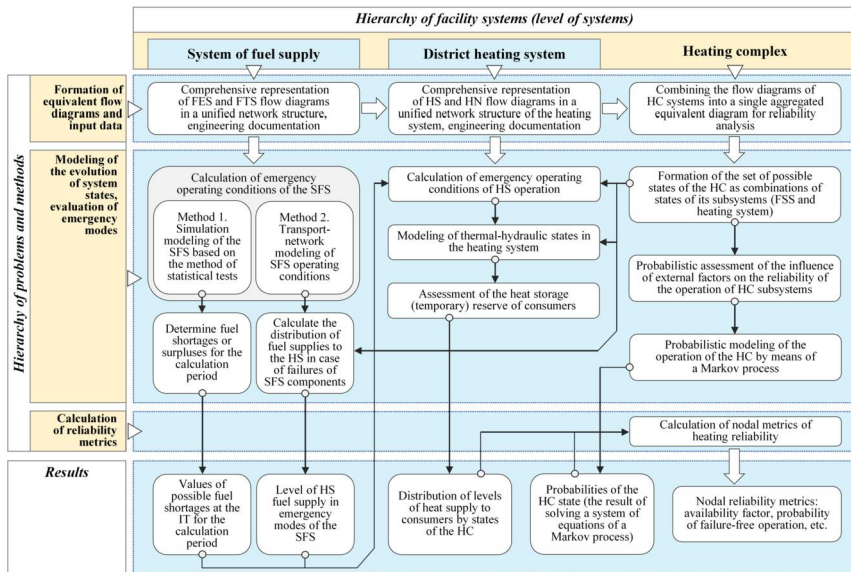 Hierarchy of facility systems (level of systems)
System of fuel supply
District heating system
Heating complex
Hierarchy of problems and methods
Formation of
equivalent flow
diagrams and
input data
Comprehensive representation
of FES and FTS flow diagrams
in a unified network structure,
engineering documentation
Comprehensive representation
of HS and HN flow diagrams in a
unified network structure of the heating
system, engineering documentation
Combining the flow diagrams of
HC systems into a single aggregated
equivalent diagram for reliability
analysis
Modeling of
the evolution
of system
states,
evaluation of
emergency
modes
Calculation of emergency
operating conditions of the SFS
Method 1.
Simulation
modeling of
the SFS based on
the method of
statistical tests
Method 2.
Transport-
network
modeling of
SFS operating
conditions
Determine fuel
shortages or
surpluses for the
calculation
period
Calculate the
distribution of
fuel supplies to
the HS in case of
failures of
SFS components
Calculation of emergency operating
conditions of HS operation
Modeling of thermal-hydraulic states in
the heating system
Assessment of the heat storage
(temporary) reserve of consumers
Formation of the set of possible
states of the HC as combinations of
states of its subsystems (FSS and
heating system)
Probabilistic assessment of the influence
of external factors on the reliability of
the operation of HC subsystems
Probabilistic modeling of the
operation of the HC by means of
a Markov process
Calculation
of reliability
metrics
Calculation of nodal metrics of
heating reliability
Results
Values of
possible fuel
shortages at the
IT for the
calculation
period
Level of HS
fuel supply in
emergency
modes of the
SFS
Distribution of levels
of heat supply to
consumers by states
of the HC
Probabilities of the
HC state (the result of
solving a system of
equations of a
Markov process)
Nodal reliability metrics:
availability factor, probability
of failure-free operation, etc.